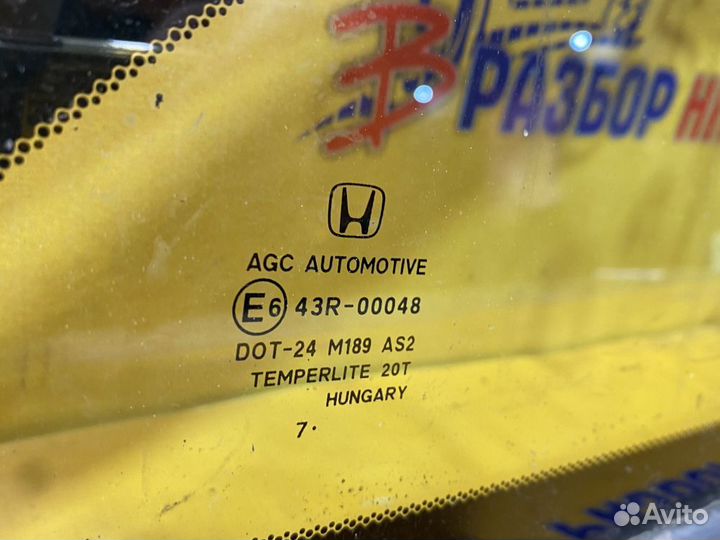 В РАЗБОР
AGC AUTOMOTIVE
E6 43R-00048
DOT-24 M189 AS2
TEMPERLITE 20T
HUNGARY
7.
Avito